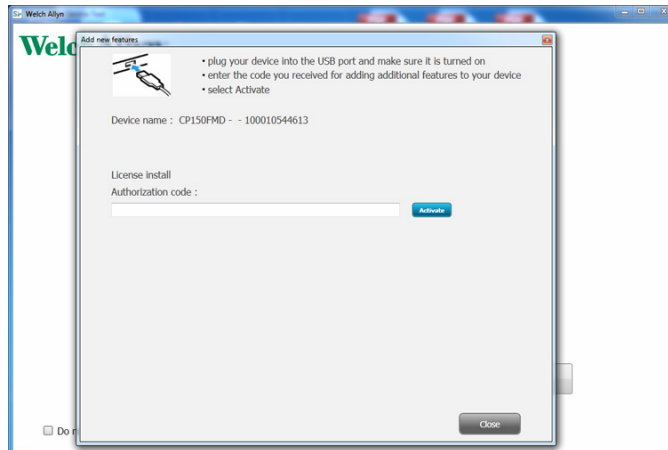 Welch Allyn
Add new features
• plug your device into the USB port and make sure it is turned on
• enter the code you received for adding additional features to your device
• select Activate
Device name : CP150FMD - - 100010544613
License install
Authorization code :
Activate
Close